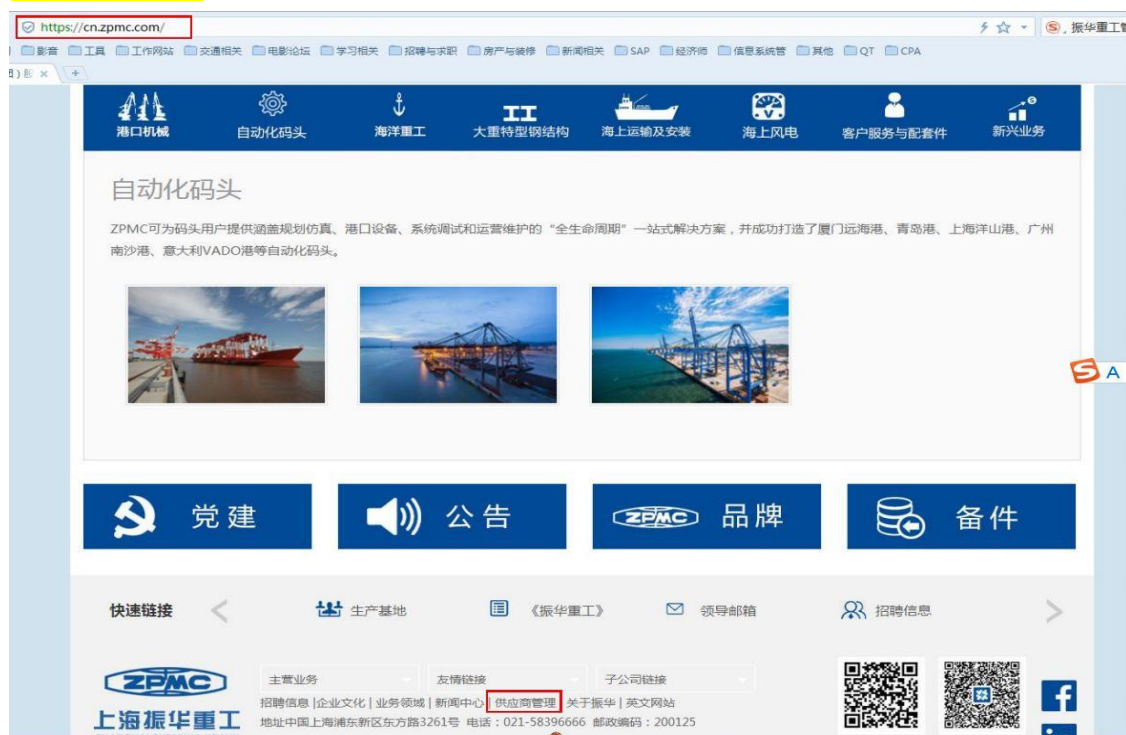 https://cn.zpmc.com/
振华重工
影音 工具 工作网站 交通相关 电影论坛 学习相关 招聘与求职 房产与装修 新闻相关 SAP 经济师 信息系统管 其他 QT CPA
港口机械 自动化码头 海洋重工 大重特型钢结构 海上运输及安装 海上风电 客户服务与配套件 新兴业务
自动化码头
ZPMC可为码头用户提供涵盖规划仿真、港口设备、系统调试和运营维护的“全生命周期”一站式解决方案，并成功打造了厦门远海港、青岛港、上海洋山港、广州
南沙港、意大利VADO港等自动化码头。
A
党建 公告 ZPMC 品牌 备件
快速链接 生产基地 《振华重工》 领导邮箱 招聘信息
ZPMC
主营业务 友情链接 子公司链接
招聘信息 |企业文化 | 业务领域 | 新闻中心 | 供应商管理 | 关于振华 | 英文网站
上海振华重工 地址中国上海浦东新区东方路3261号 电话：021-58396666 邮政编码：200125